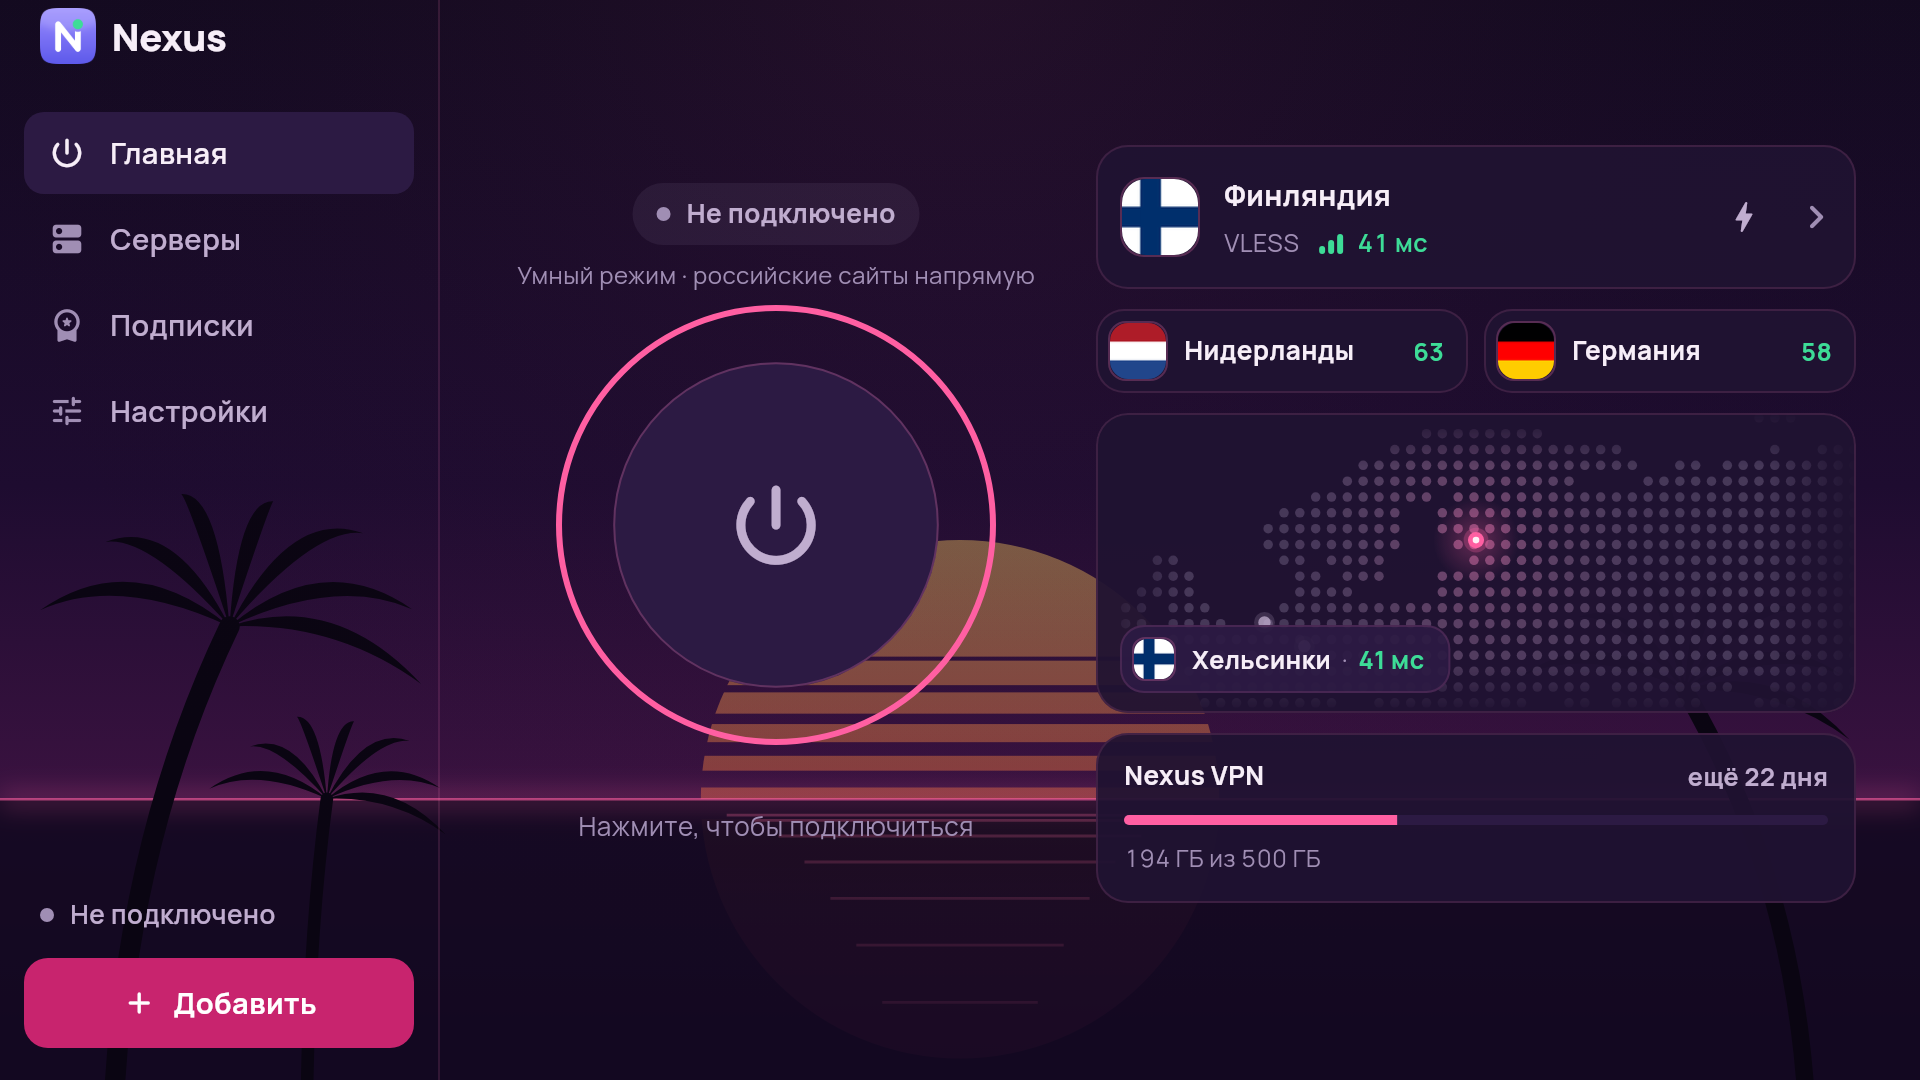 Nexus
Главная
Серверы
Подписки
Настройки
Не подключено
Добавить
Не подключено
Умный режим · российские сайты напрямую
Нажмите, чтобы подключиться
Финляндия
VLESS 41 мс
Нидерланды 63
Германия 58
Хельсинки · 41 мс
Nexus VPN ещё 22 дня
194 ГБ из 500 ГБ